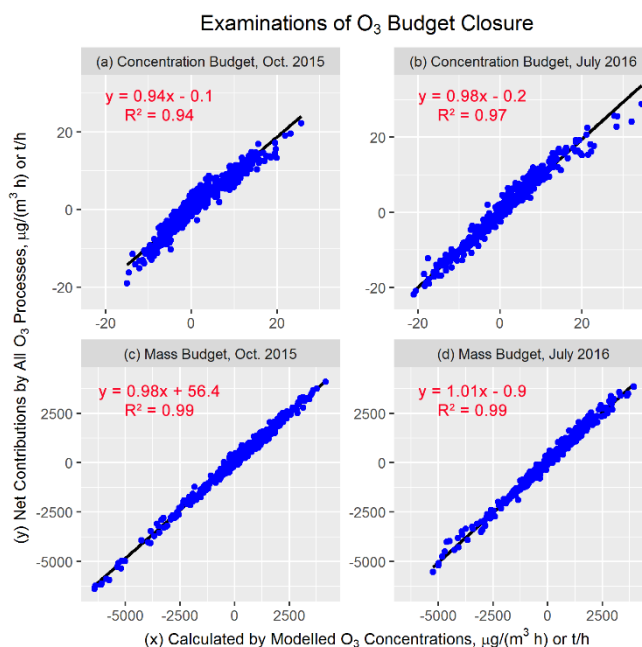 Examinations of O₃ Budget Closure
(a) Concentration Budget, Oct. 2015
(b) Concentration Budget, July 2016
y = 0.94x - 0.1
R² = 0.94
y = 0.98x - 0.2
R² = 0.97
20
0
-20
20
0
-20
-20
0
20
-20
0
20
(c) Mass Budget, Oct. 2015
(d) Mass Budget, July 2016
y = 0.98x + 56.4
R² = 0.99
y = 1.01x - 0.9
R² = 0.99
2500
0
-2500
-5000
2500
0
-2500
-5000
-5000
-2500
0
2500
-5000
-2500
0
2500
(y) Net Contributions by All O₃ Processes, μg/(m³ h) or t/h
(x) Calculated by Modelled O₃ Concentrations, μg/(m³ h) or t/h